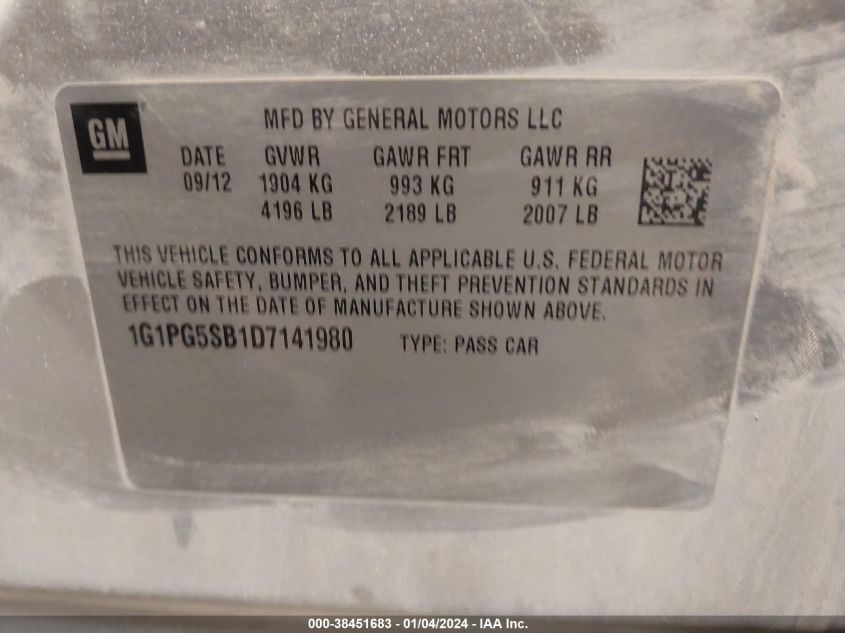 GM
MFD BY GENERAL MOTORS LLC
DATE GVWR GAWR FRT GAWR RR
09/12 1904 KG 993 KG 911 KG
4196 LB 2189 LB 2007 LB
THIS VEHICLE CONFORMS TO ALL APPLICABLE U.S. FEDERAL MOTOR
VEHICLE SAFETY, BUMPER, AND THEFT PREVENTION STANDARDS IN
EFFECT ON THE DATE OF MANUFACTURE SHOWN ABOVE.
1G1PG5SB1D7141980 TYPE: PASS CAR
000-38451683 - 01/04/2024 - IAA Inc.